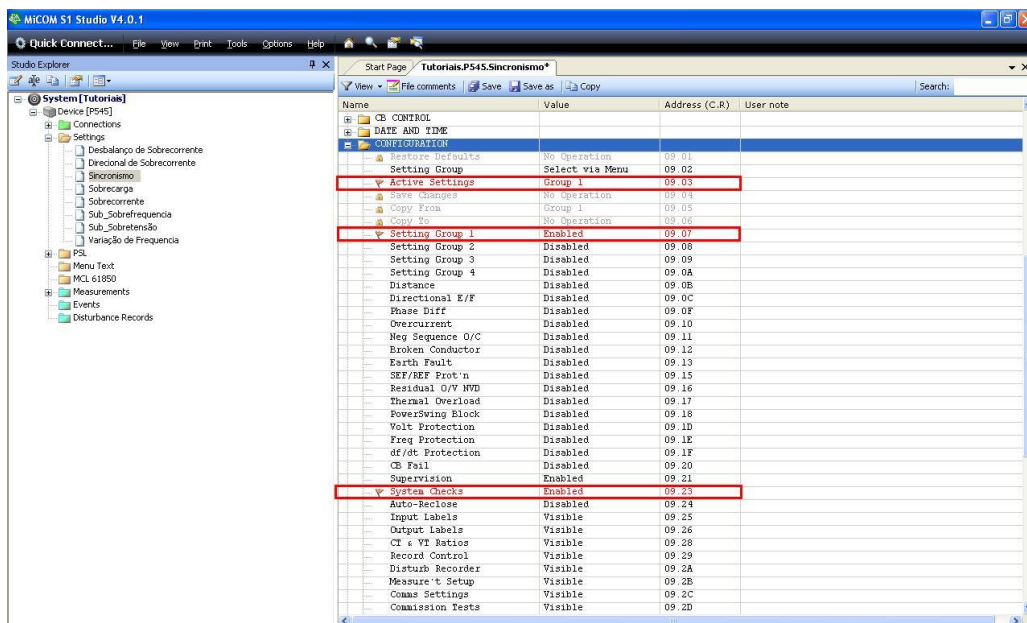 MiCOM S1 Studio V4.0.1
Quick Connect... File View Print Tools Options Help
Studio Explorer
System [Tutoriais]
Device [P545]
Connections
Settings
Desbalanço de Sobrecorrente
Direcional de Sobrecorrente
Sincronismo
Sobrecarga
Sobrecorrente
Sub_Sobrefrequencia
Sub_Sobretensão
Variação de Frequencia
PSL
Menu Text
MCL 61850
Measurements
Events
Disturbance Records
Start Page Tutoriais.P545.Sincronismo*
View File comments Save Save as Copy Search:
Name Value Address (C.R) User note
CB CONTROL
DATE AND TIME
CONFIGURATION
Restore Defaults No Operation 09.01
Setting Group Select via Menu 09.02
Active Settings Group 1 09.03
Save Changes No Operation 09.04
Copy From Group 1 09.05
Copy To No Operation 09.06
Setting Group 1 Enabled 09.07
Setting Group 2 Disabled 09.08
Setting Group 3 Disabled 09.09
Setting Group 4 Disabled 09.0A
Distance Disabled 09.0B
Directional E/F Disabled 09.0C
Phase Diff Disabled 09.0F
Overcurrent Disabled 09.10
Neg Sequence O/C Disabled 09.11
Broken Conductor Disabled 09.12
Earth Fault Disabled 09.13
SEF/REF Prot'n Disabled 09.15
Residual O/V NVD Disabled 09.16
Thermal Overload Disabled 09.17
PowerSwing Block Disabled 09.18
Volt Protection Disabled 09.1D
Freq Protection Disabled 09.1E
df/dt Protection Disabled 09.1F
CB Fail Disabled 09.20
Supervision Enabled 09.21
System Checks Enabled 09.23
Auto-Reclose Disabled 09.24
Input Labels Visible 09.25
Output Labels Visible 09.26
CT & VT Ratios Visible 09.28
Record Control Visible 09.29
Disturb Recorder Visible 09.2A
Measure't Setup Visible 09.2B
Comms Settings Visible 09.2C
Commission Tests Visible 09.2D